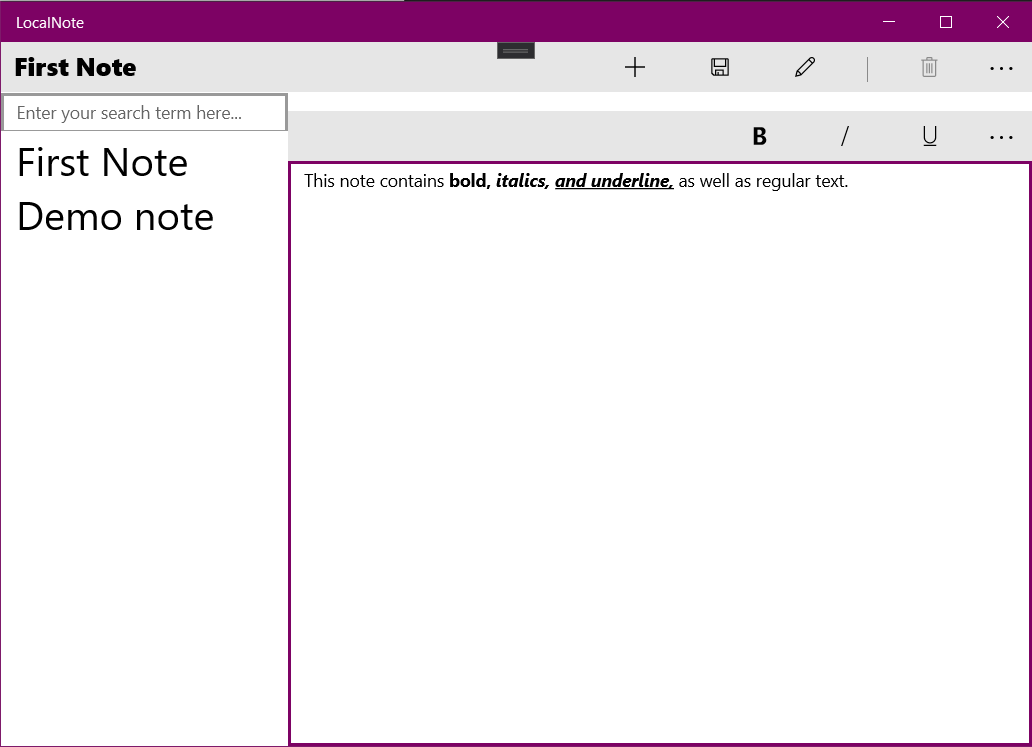 LocalNote
First Note
Enter your search term here...
First Note
Demo note
B / U
This note contains bold, italics, and underline, as well as regular text.